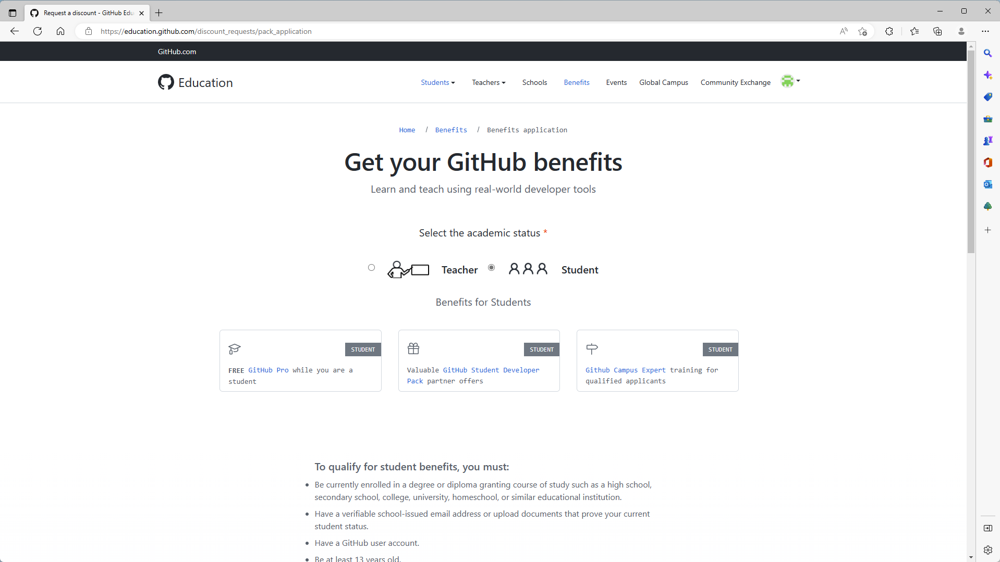 Request a discount - GitHub Edu
https://education.github.com/discount_requests/pack_application
GitHub.com
Education
Students
Teachers
Schools
Benefits
Events
Global Campus
Community Exchange
Home / Benefits / Benefits application
Get your GitHub benefits
Learn and teach using real-world developer tools
Select the academic status *
Teacher
Student
Benefits for Students
STUDENT
FREE GitHub Pro while you are a
student
STUDENT
Valuable GitHub Student Developer
Pack partner offers
STUDENT
Github Campus Expert training for
qualified applicants
To qualify for student benefits, you must:
• Be currently enrolled in a degree or diploma granting course of study such as a high school,
secondary school, college, university, homeschool, or similar educational institution.
• Have a verifiable school-issued email address or upload documents that prove your current
student status.
• Have a GitHub user account.
• Be at least 13 years old.